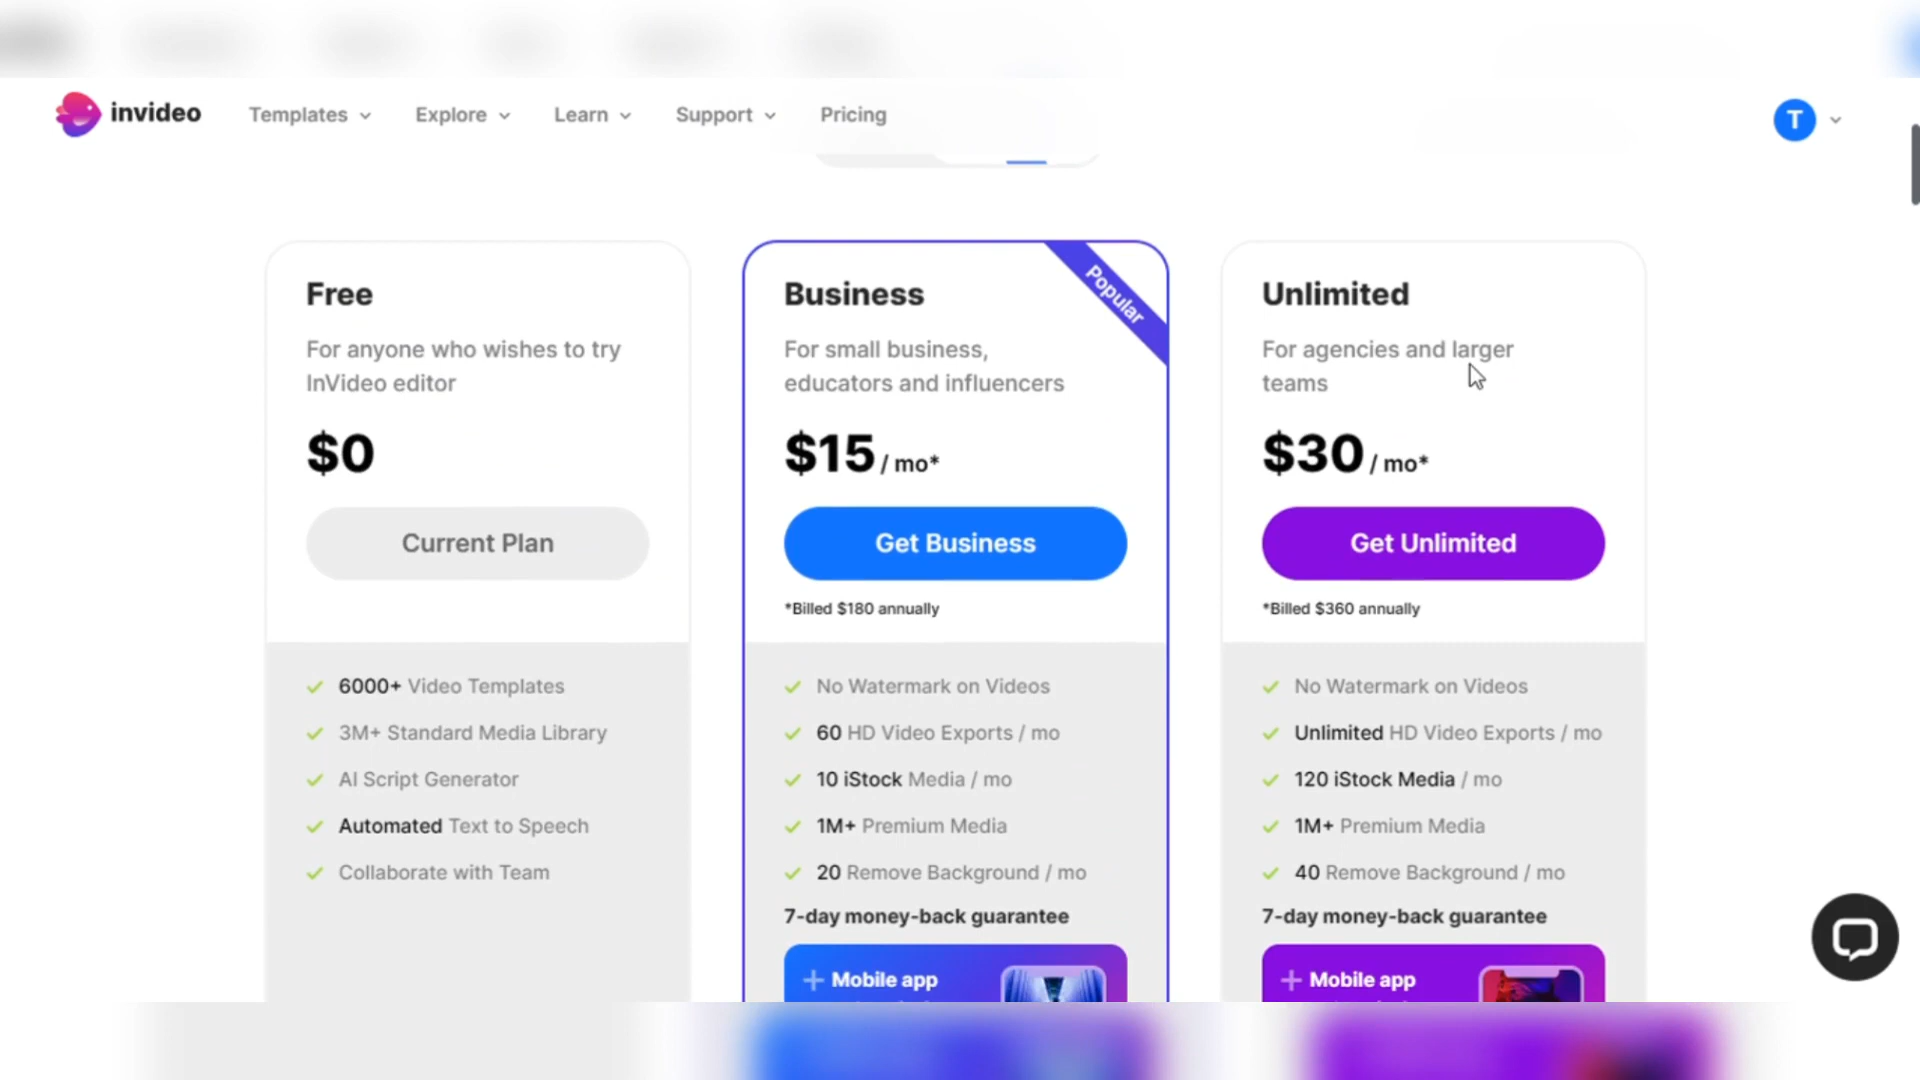 invideo
Templates
Explore
Learn
Support
Pricing
T
Free
For anyone who wishes to try
InVideo editor
$0
Current Plan
6000+ Video Templates
3M+ Standard Media Library
AI Script Generator
Automated Text to Speech
Collaborate with Team
Popular
Business
For small business,
educators and influencers
$15 / mo*
Get Business
*Billed $180 annually
No Watermark on Videos
60 HD Video Exports / mo
10 iStock Media / mo
1M+ Premium Media
20 Remove Background / mo
7-day money-back guarantee
+ Mobile app
Unlimited
For agencies and larger
teams
$30 / mo*
Get Unlimited
*Billed $360 annually
No Watermark on Videos
Unlimited HD Video Exports / mo
120 iStock Media / mo
1M+ Premium Media
40 Remove Background / mo
7-day money-back guarantee
+ Mobile app